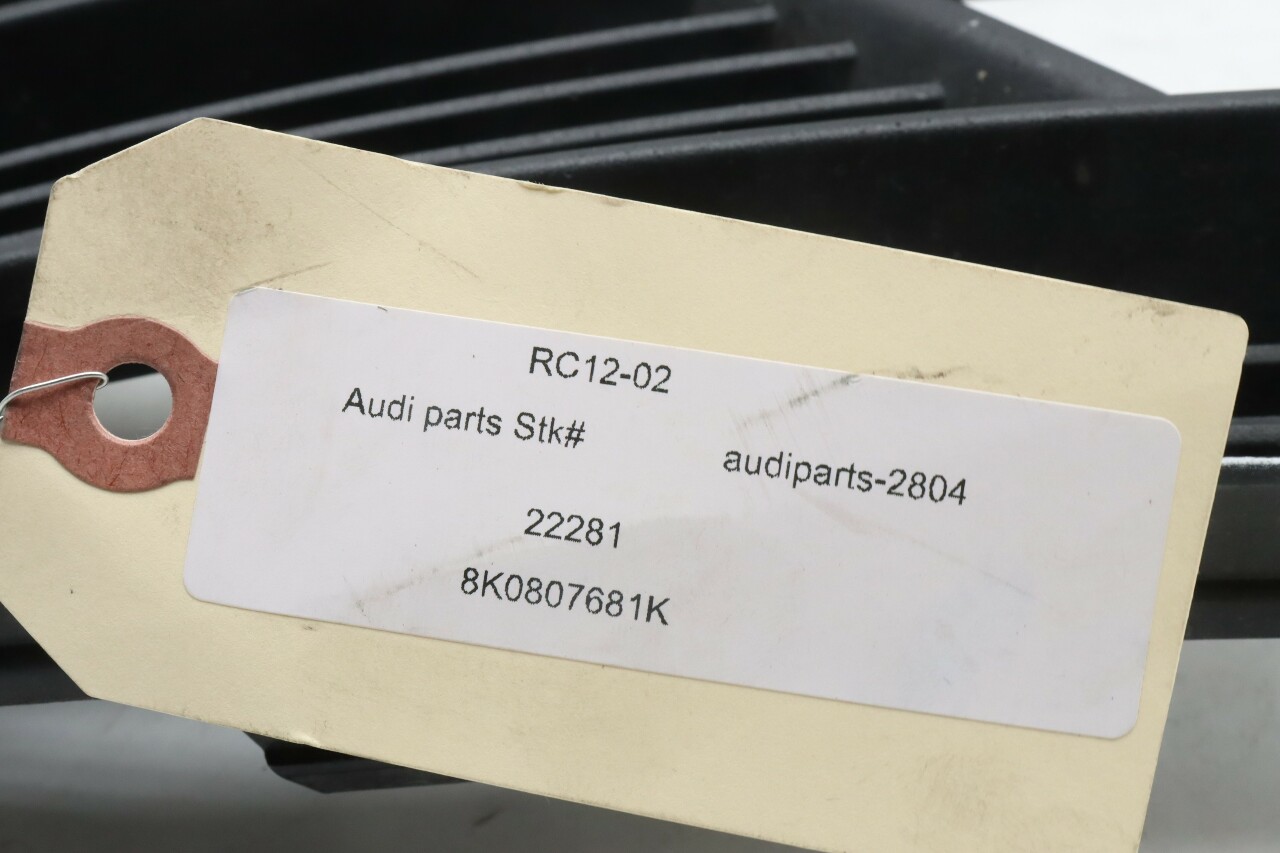 RC12-02
Audi parts Stk#
audiparts-2804
22281
8K0807681K